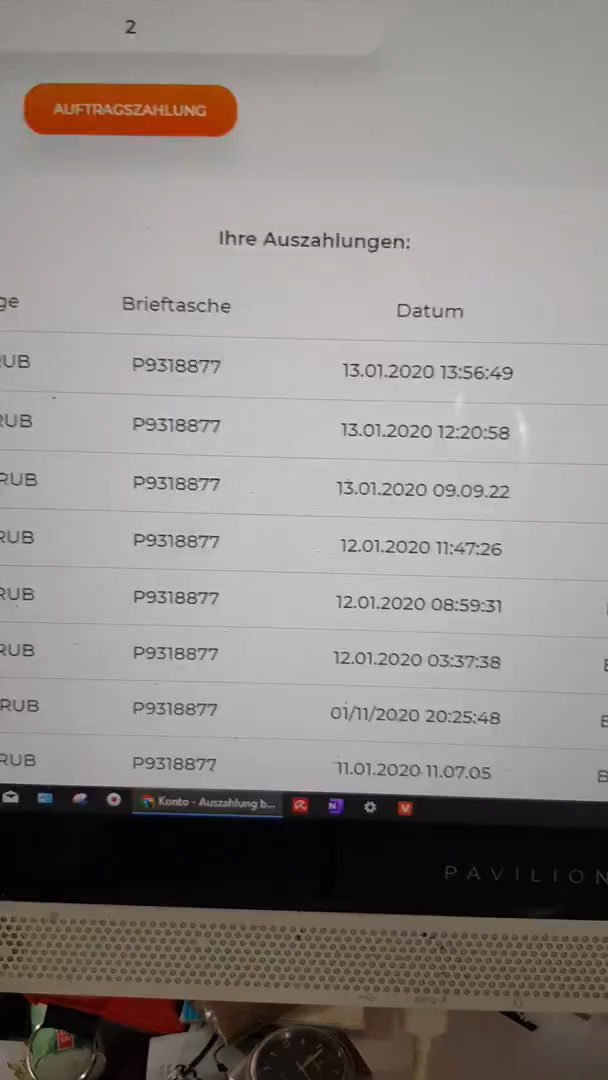 2
AUFTRAGSZAHLUNG
Ihre Auszahlungen:
ge Brieftasche Datum
RUB P9318877 13.01.2020 13:56:49
RUB P9318877 13.01.2020 12:20:58
RUB P9318877 13.01.2020 09.09.22
RUB P9318877 12.01.2020 11:47:26
RUB P9318877 12.01.2020 08:59:31
RUB P9318877 12.01.2020 03:37:38
RUB P9318877 01/11/2020 20:25:48
RUB P9318877 11.01.2020 11.07.05
Konto - Auszahlung b...
PAVILION